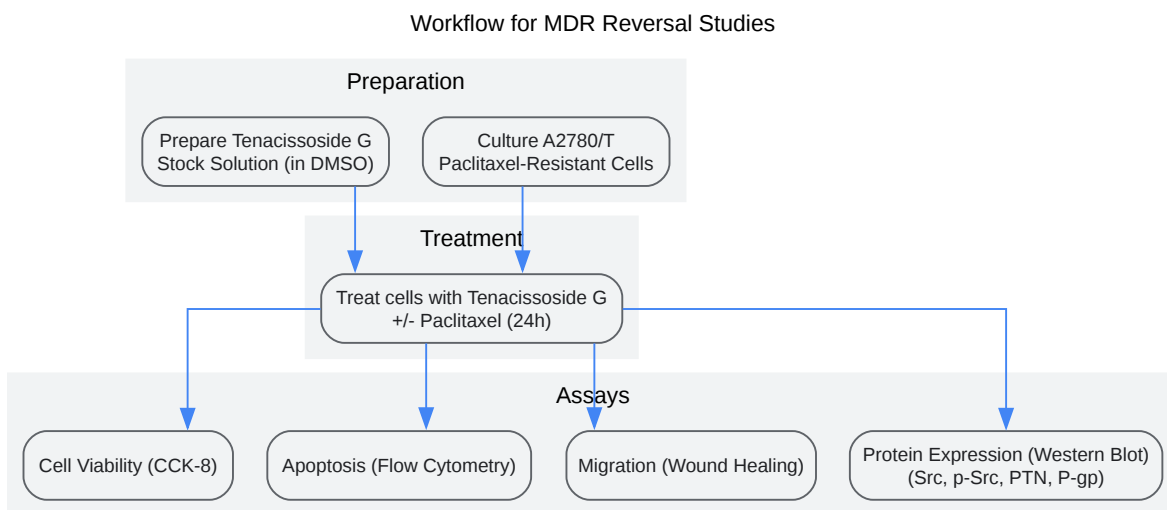 Workflow for MDR Reversal Studies
Preparation
Prepare Tenacissoside G
Stock Solution (in DMSO)
Culture A2780/T
Paclitaxel-Resistant Cells
Treatment
Treat cells with Tenacissoside G
+/- Paclitaxel (24h)
Assays
Cell Viability (CCK-8)
Apoptosis (Flow Cytometry)
Migration (Wound Healing)
Protein Expression (Western Blot)
(Src, p-Src, PTN, P-gp)